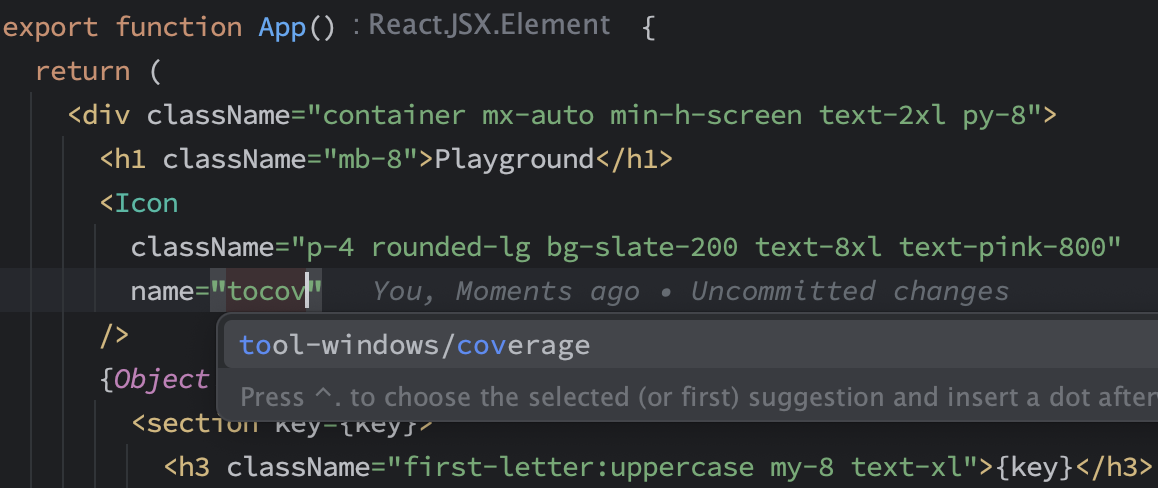 export function App() : React.JSX.Element {
return (
<div className="container mx-auto min-h-screen text-2xl py-8">
<h1 className="mb-8">Playground</h1>
<Icon
className="p-4 rounded-lg bg-slate-200 text-8xl text-pink-800"
name="tocov" You, Moments ago • Uncommitted changes
/>
tool-windows/coverage
{Object
Press ^. to choose the selected (or first) suggestion and insert a dot after
<section key={key}>
<h3 className="first-letter:uppercase my-8 text-xl">{key}</h3>